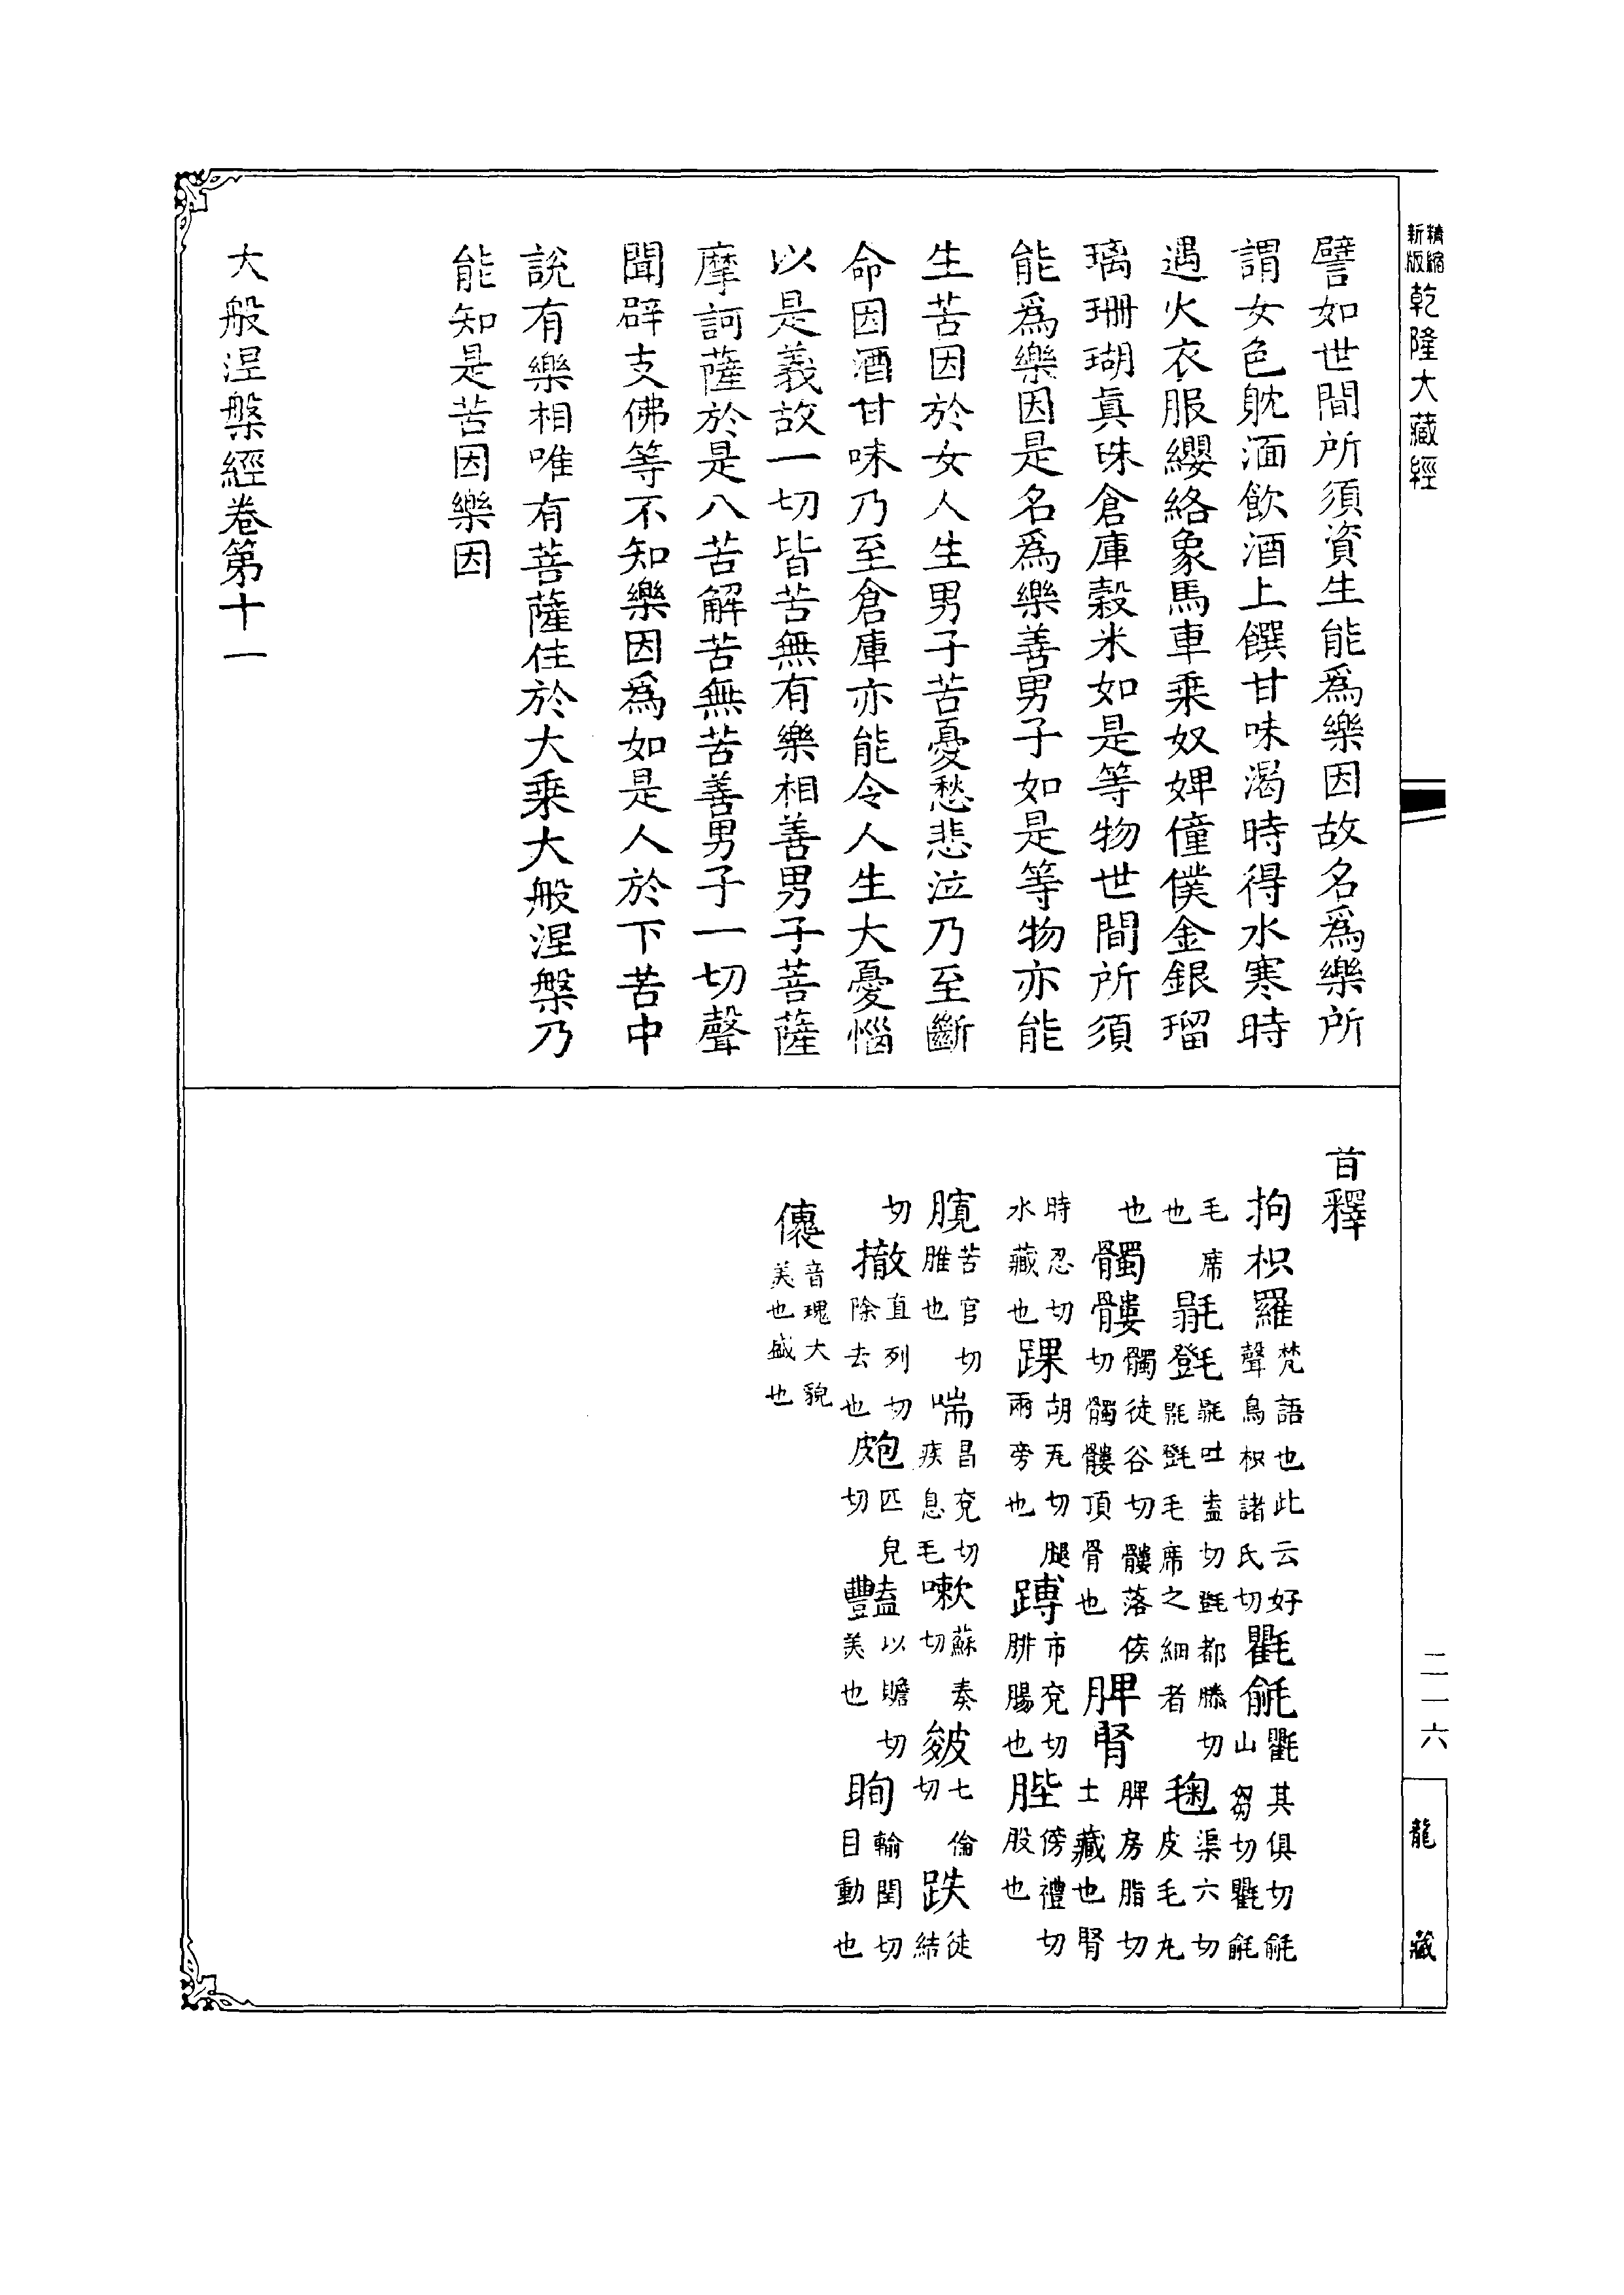 精縮新版乾隆大藏經
譬如世間所須資生能爲樂因故名爲樂所
謂女色躭湎飲酒上饌甘味渴時得水寒時
遇火衣服纓絡象馬車乘奴婢僮僕金銀瑠
璃珊瑚眞珠倉庫穀米如是等物世間所須
能爲樂因是名爲樂善男子如是等物亦能
生苦因於女人生男子苦憂愁悲泣乃至斷
命因酒甘味乃至倉庫亦能令人生大憂惱
以是義故一切皆苦無有樂相善男子菩薩
摩訶薩於是八苦解苦無苦善男子一切聲
聞辟支佛等不知樂因爲如是人於下苦中
說有樂相唯有菩薩住於大乘大般涅槃乃
能知是苦因樂因
大般涅槃經卷第十一
音釋
拘枳羅梵語也此云好聲鳥枳諸氏切氍毹氍其俱切毹山芻切氍毹
毛席也毾㲪毾吐盍切㲪都滕切毾㲪毛席之細者毱渠六切皮毛丸
也髑髏髑徒谷切髏落侯切髑髏頂骨也脾腎脾房脂切土藏也腎
時忍切水藏也踝胡瓦切腿兩旁也䏝市兖切腓腸也髀傍禮切股也
髖苦官切脽也喘昌兖切疾息也嗽蘇奏切皴七倫切跌徒結
切撤直列切除去也皰匹皃切豔以贍切美也眴輸閏切目動也
傀音瑰大貌美也盛也
二一六
龍藏